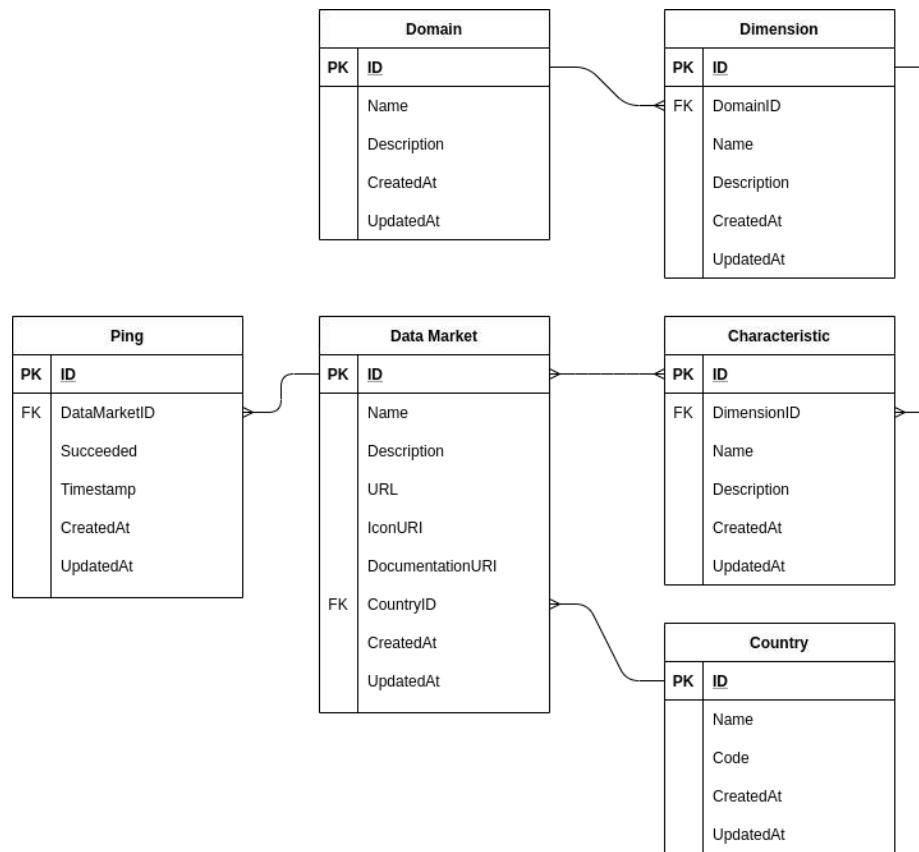 Domain
PK ID
Name
Description
CreatedAt
UpdatedAt
Dimension
PK ID
FK DomainID
Name
Description
CreatedAt
UpdatedAt
Ping
PK ID
FK DataMarketID
Succeeded
Timestamp
CreatedAt
UpdatedAt
Data Market
PK ID
Name
Description
URL
IconURI
DocumentationURI
FK CountryID
CreatedAt
UpdatedAt
Characteristic
PK ID
FK DimensionID
Name
Description
CreatedAt
UpdatedAt
Country
PK ID
Name
Code
CreatedAt
UpdatedAt